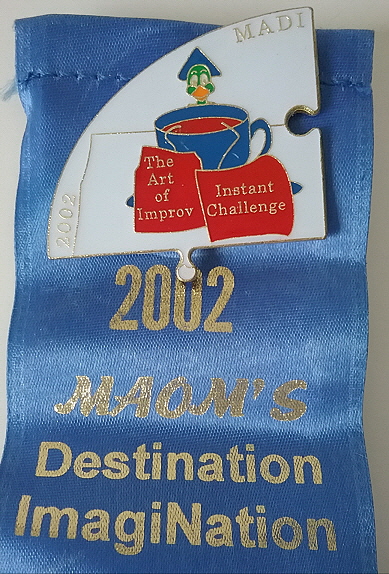 MADI
2002
The
Art
of
Improv
Instant
Challenge
2002
MAOM'S
Destination
ImagiNation